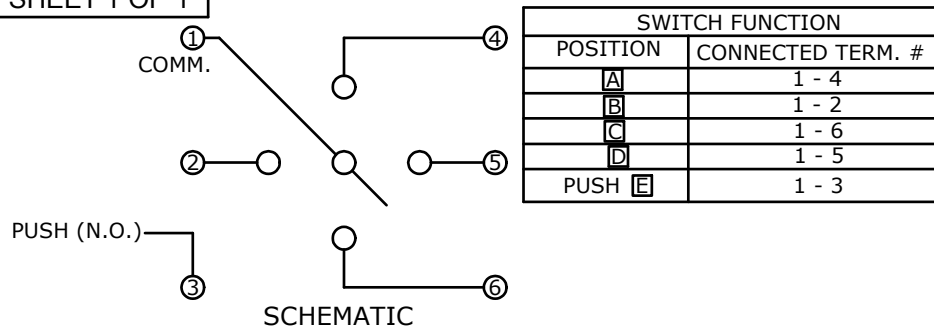 SHEET 1 OF 1
1
COMM.
4
2
5
PUSH (N.O.)
3
6
SCHEMATIC
SWITCH FUNCTION
POSITION CONNECTED TERM. #
A 1 - 4
B 1 - 2
C 1 - 6
D 1 - 5
PUSH E 1 - 3